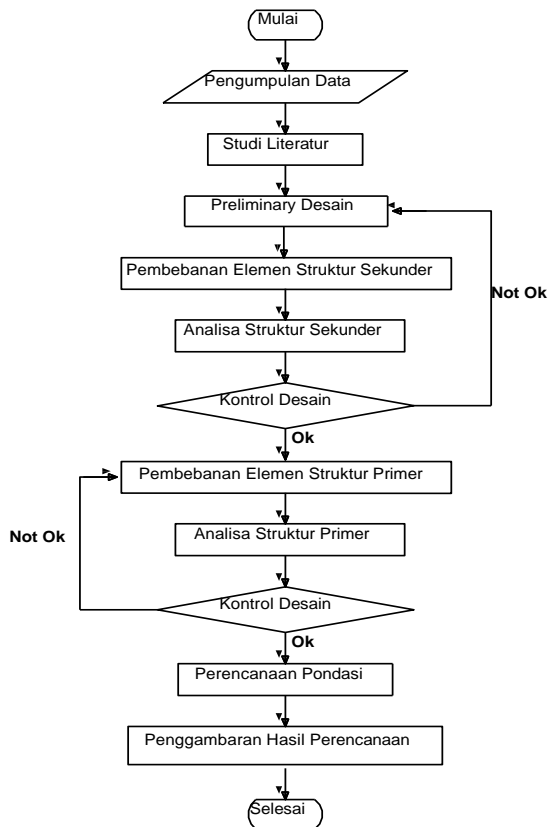 Mulai
Pengumpulan Data
Studi Literatur
Preliminary Desain
Pembebanan Elemen Struktur Sekunder
Not Ok
Analisa Struktur Sekunder
Kontrol Desain
Ok
Pembebanan Elemen Struktur Primer
Not Ok
Analisa Struktur Primer
Kontrol Desain
Ok
Perencanaan Pondasi
Penggambaran Hasil Perencanaan
Selesai